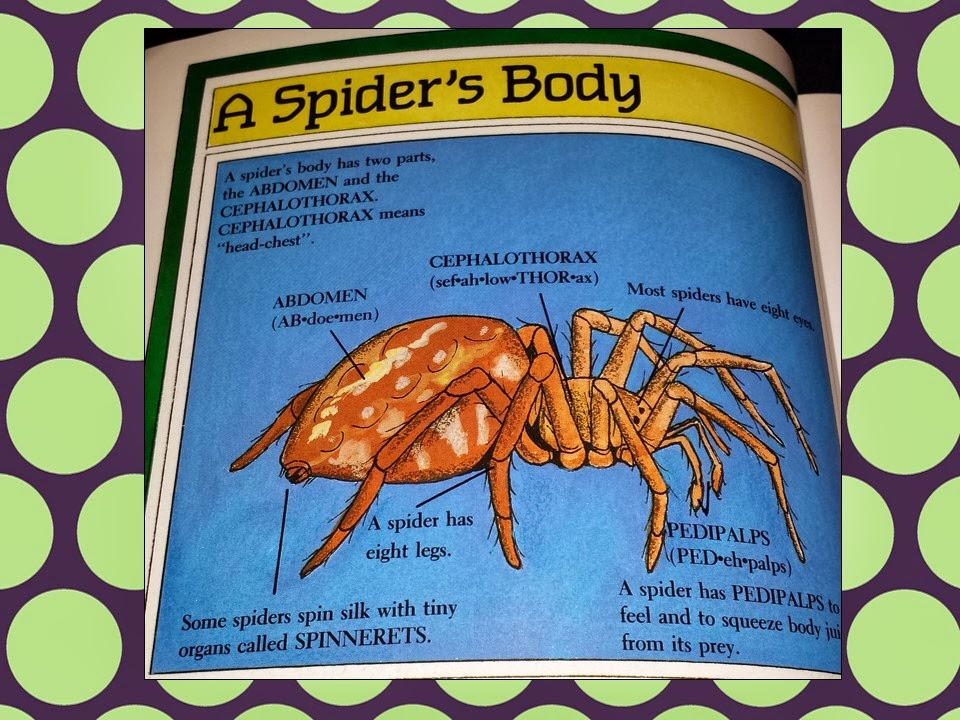 A Spider's Body
A spider's body has two parts,
the ABDOMEN and the
CEPHALOTHORAX.
CEPHALOTHORAX means
"head-chest".
CEPHALOTHORAX
(sef•ah•low•THOR•ax)
ABDOMEN
(AB•doe•men)
Most spiders have eight eyes.
A spider has
eight legs.
PEDIPALPS
(PED•eh•palps)
Some spiders spin silk with tiny
organs called SPINNERETS.
A spider has PEDIPALPS to
feel and to squeeze body
from its prey.